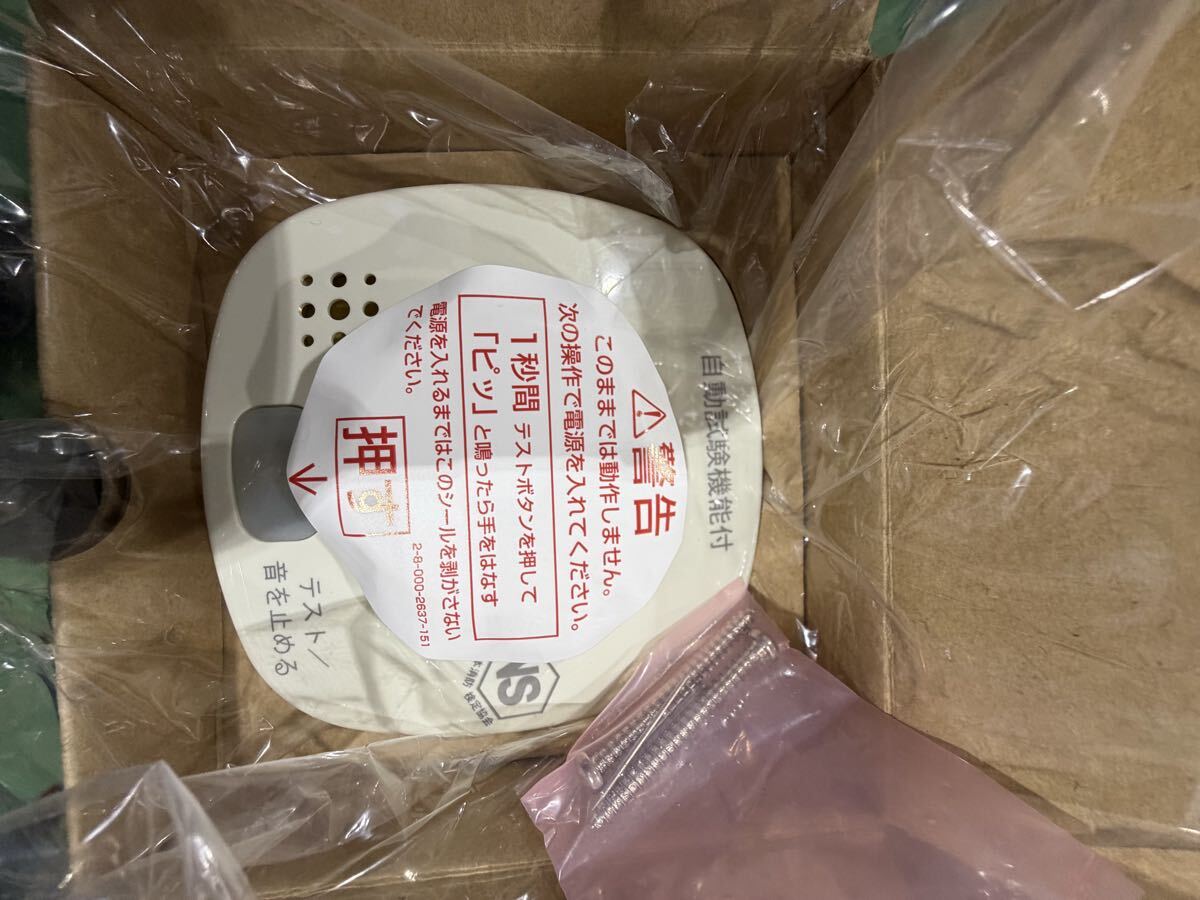 自動試験機能付
警告
このままでは動作しません。
次の操作で電源を入れてください。
1秒間 テストボタンを押して
「ピッ」と鳴ったら手をはなす
電源を入れるまではこのシールを剥がさない
でください。
押す
2-8-000-2637-151
テスト/
音を止める
NS
検定協会